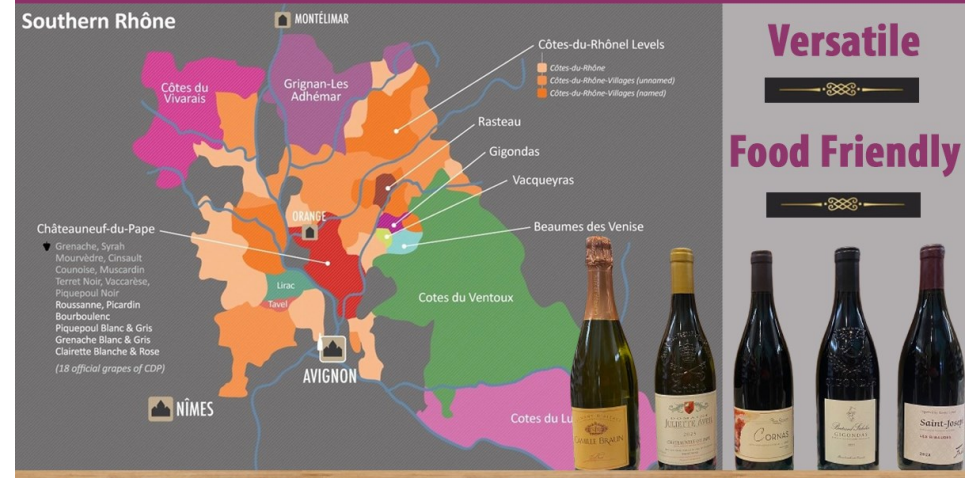 Southern Rhône
MONTÉLIMAR
Côtes-du-Rhônel Levels
Côtes-du-Rhône
Côtes-du-Rhône-Villages (unnamed)
Côtes-du-Rhône-Villages (named)
Côtes du
Vivarais
Grignan-Les
Adhémar
Rasteau
Gigondas
Vacqueyras
Beaumes des Venise
ORANGE
Châteauneuf-du-Pape
Grenache, Syrah
Mourvèdre, Cinsault
Counoise, Muscardin
Terret Noir, Vaccarèse,
Piquepoul Noir
Roussanne, Picardin
Bourboulenc
Piquepoul Blanc & Gris
Grenache Blanc & Gris
Clairette Blanche & Rose
(18 official grapes of CDP)
Lirac
Tavel
Cotes du Ventoux
AVIGNON
NÎMES
Cotes du Lu
Versatile
Food Friendly
CAMILLE BRAUN
CORNAS
GIGONDAS
Saint-Josep